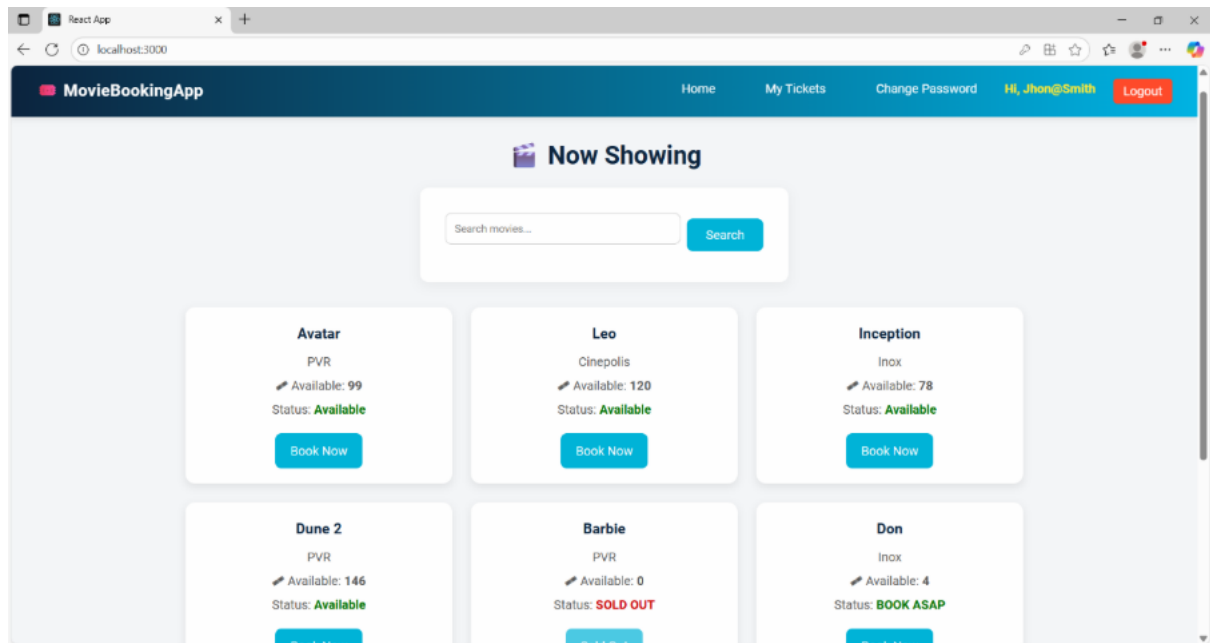 React App
localhost:3000
MovieBookingApp
Home My Tickets Change Password Hi, Jhon@Smith Logout
Now Showing
Search movies... Search
Avatar
PVR
Available: 99
Status: Available
Book Now
Leo
Cinepolis
Available: 120
Status: Available
Book Now
Inception
Inox
Available: 78
Status: Available
Book Now
Dune 2
PVR
Available: 146
Status: Available
Barbie
PVR
Available: 0
Status: SOLD OUT
Don
Inox
Available: 4
Status: BOOK ASAP